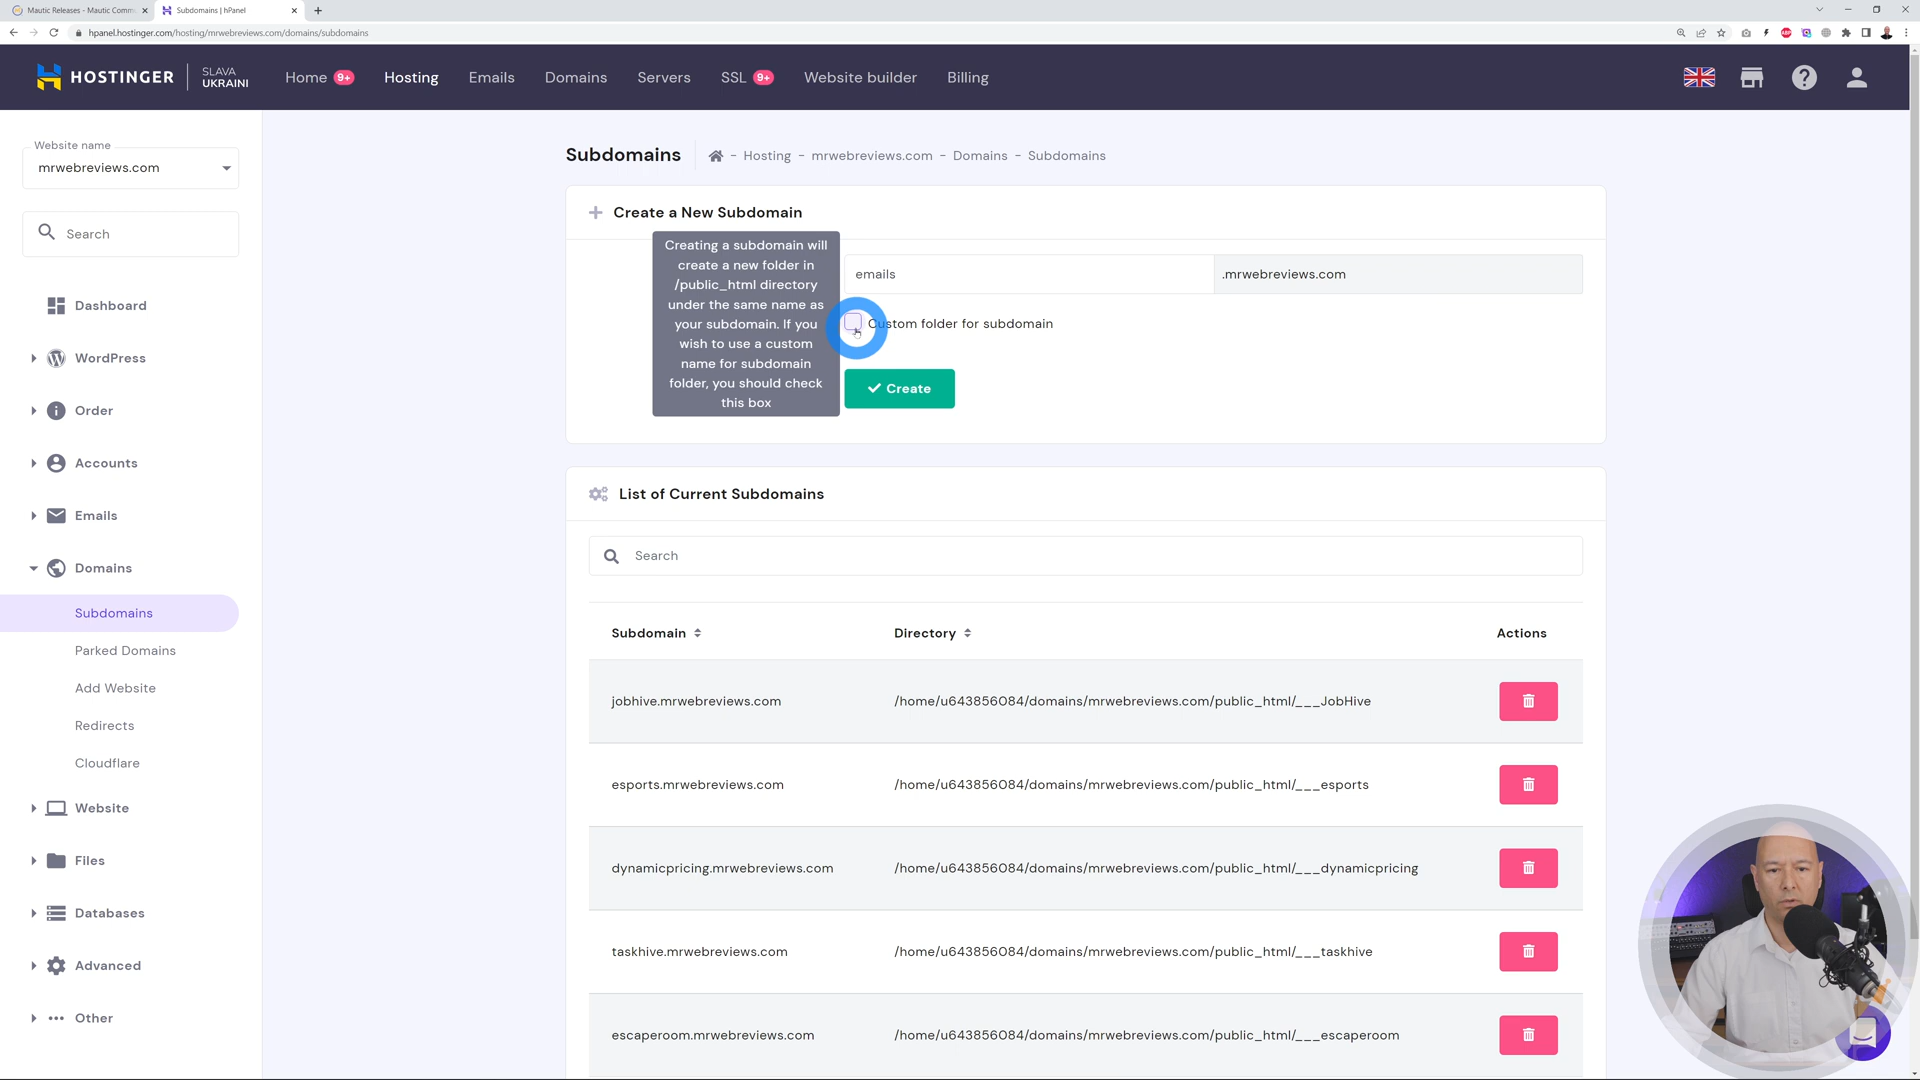 Mautic Releases - Mautic Commu
Subdomains | hPanel
hpanel.hostinger.com/hosting/mrwebreviews.com/domains/subdomains
HOSTINGER
SLAVA
UKRAINI
Home 9+
Hosting
Emails
Domains
Servers
SSL 9+
Website builder
Billing
Website name
mrwebreviews.com
Search
Dashboard
WordPress
Order
Accounts
Emails
Domains
Subdomains
Parked Domains
Add Website
Redirects
Cloudflare
Website
Files
Databases
Advanced
Other
Subdomains
- Hosting - mrwebreviews.com - Domains - Subdomains
Create a New Subdomain
Creating a subdomain will
create a new folder in
/public_html directory
under the same name as
your subdomain. If you
wish to use a custom
name for subdomain
folder, you should check
this box
emails
.mrwebreviews.com
Custom folder for subdomain
Create
List of Current Subdomains
Search
Subdomain Directory Actions
jobhive.mrwebreviews.com /home/u643856084/domains/mrwebreviews.com/public_html/___JobHive
esports.mrwebreviews.com /home/u643856084/domains/mrwebreviews.com/public_html/___esports
dynamicpricing.mrwebreviews.com /home/u643856084/domains/mrwebreviews.com/public_html/___dynamicpricing
taskhive.mrwebreviews.com /home/u643856084/domains/mrwebreviews.com/public_html/___taskhive
escaperoom.mrwebreviews.com /home/u643856084/domains/mrwebreviews.com/public_html/___escaperoom